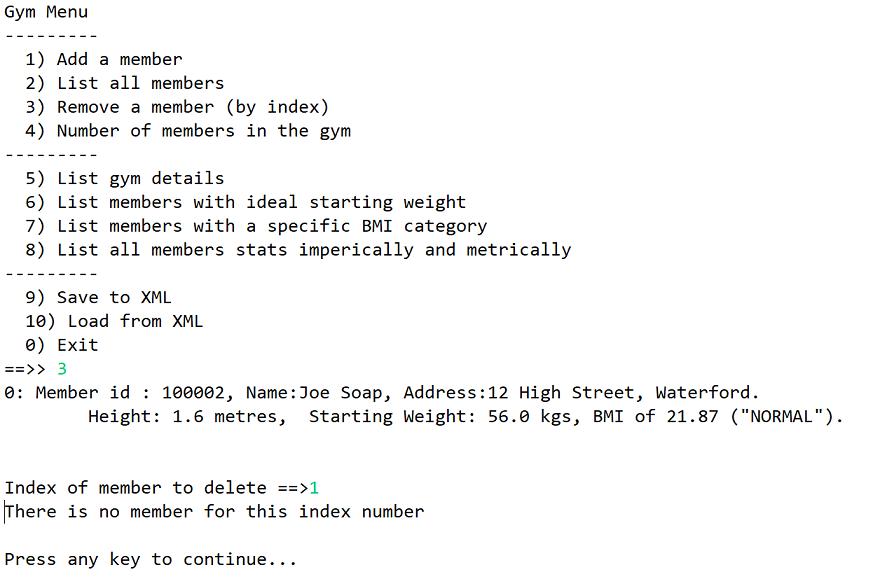 Gym Menu
---------
  1) Add a member
  2) List all members
  3) Remove a member (by index)
  4) Number of members in the gym
---------
  5) List gym details
  6) List members with ideal starting weight
  7) List members with a specific BMI category
  8) List all members stats imperically and metrically
---------
  9) Save to XML
  10) Load from XML
  0) Exit
==>> 3
0: Member id : 100002, Name:Joe Soap, Address:12 High Street, Waterford.
        Height: 1.6 metres,  Starting Weight: 56.0 kgs, BMI of 21.87 ("NORMAL").
Index of member to delete ==>1
There is no member for this index number
Press any key to continue...